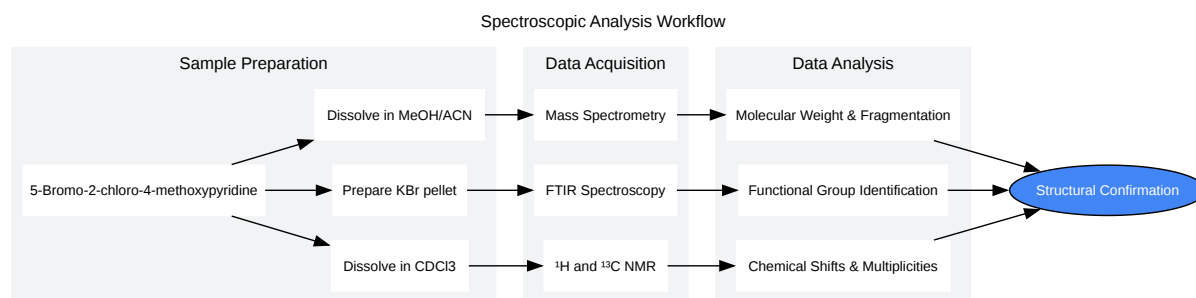 Spectroscopic Analysis Workflow
Sample Preparation
Data Acquisition
Data Analysis
Dissolve in MeOH/ACN
Mass Spectrometry
Molecular Weight & Fragmentation
5-Bromo-2-chloro-4-methoxypyridine
Prepare KBr pellet
FTIR Spectroscopy
Functional Group Identification
Structural Confirmation
Dissolve in CDCl3
¹H and ¹³C NMR
Chemical Shifts & Multiplicities